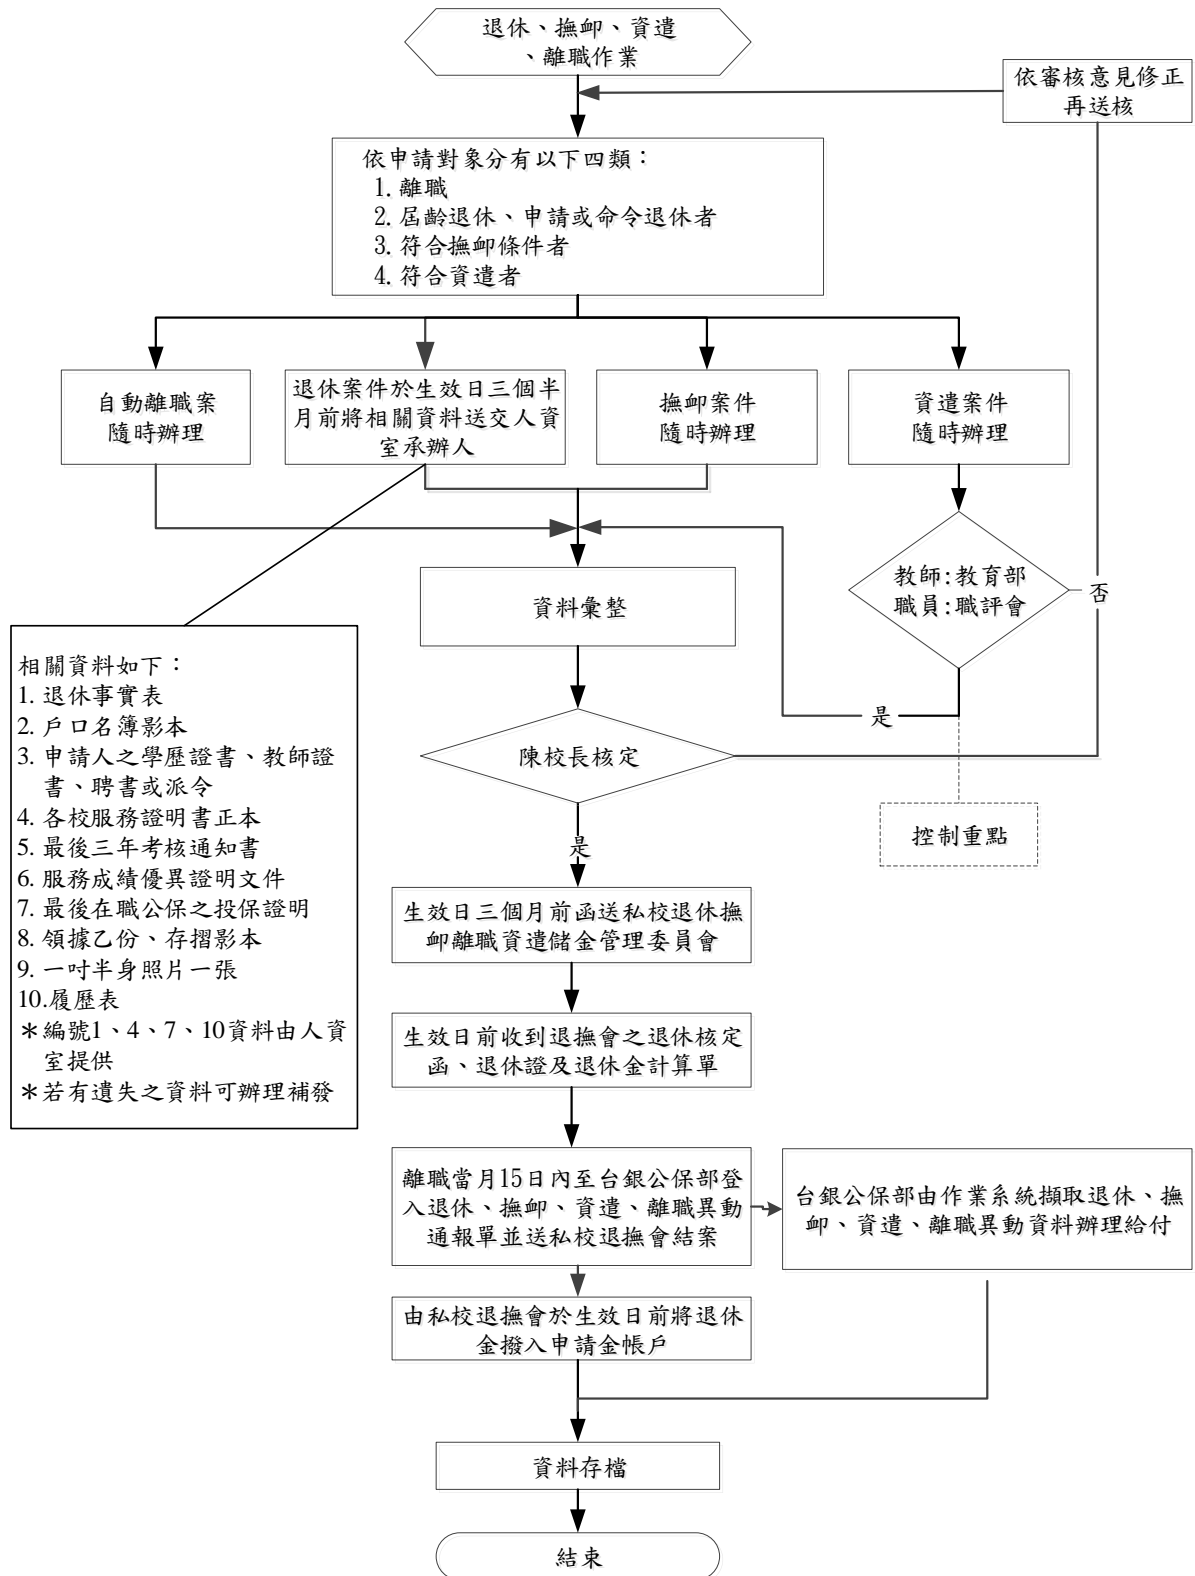 退休、撫卹、資遣
、離職作業
依審核意見修正
再送核
依申請對象分有以下四類：
1. 離職
2. 屆齡退休、申請或命令退休者
3. 符合撫卹條件者
4. 符合資遣者
自動離職案
隨時辦理
退休案件於生效日三個半
月前將相關資料送交人資
室承辦人
撫卹案件
隨時辦理
資遣案件
隨時辦理
教師：教育部
職員：職評會
否
資料彙整
是
相關資料如下：
1. 退休事實表
2. 戶口名簿影本
3. 申請人之學歷證書、教師證
書、聘書或派令
4. 各校服務證明書正本
5. 最後三年考核通知書
6. 服務成績優異證明文件
7. 最後在職公保之投保證明
8. 領據乙份、存摺影本
9. 一吋半身照片一張
10.履歷表
＊編號1、4、7、10資料由人資
室提供
＊若有遺失之資料可辦理補發
陳校長核定
控制重點
是
生效日三個月前函送私校退休撫
卹離職資遣儲金管理委員會
生效日前收到退撫會之退休核定
函、退休證及退休金計算單
離職當月15日內至台銀公保部登
入退休、撫卹、資遣、離職異動
通報單並送私校退撫會結案
台銀公保部由作業系統擷取退休、撫
卹、資遣、離職異動資料辦理給付
由私校退撫會於生效日前將退休
金撥入申請金帳戶
資料存檔
結束